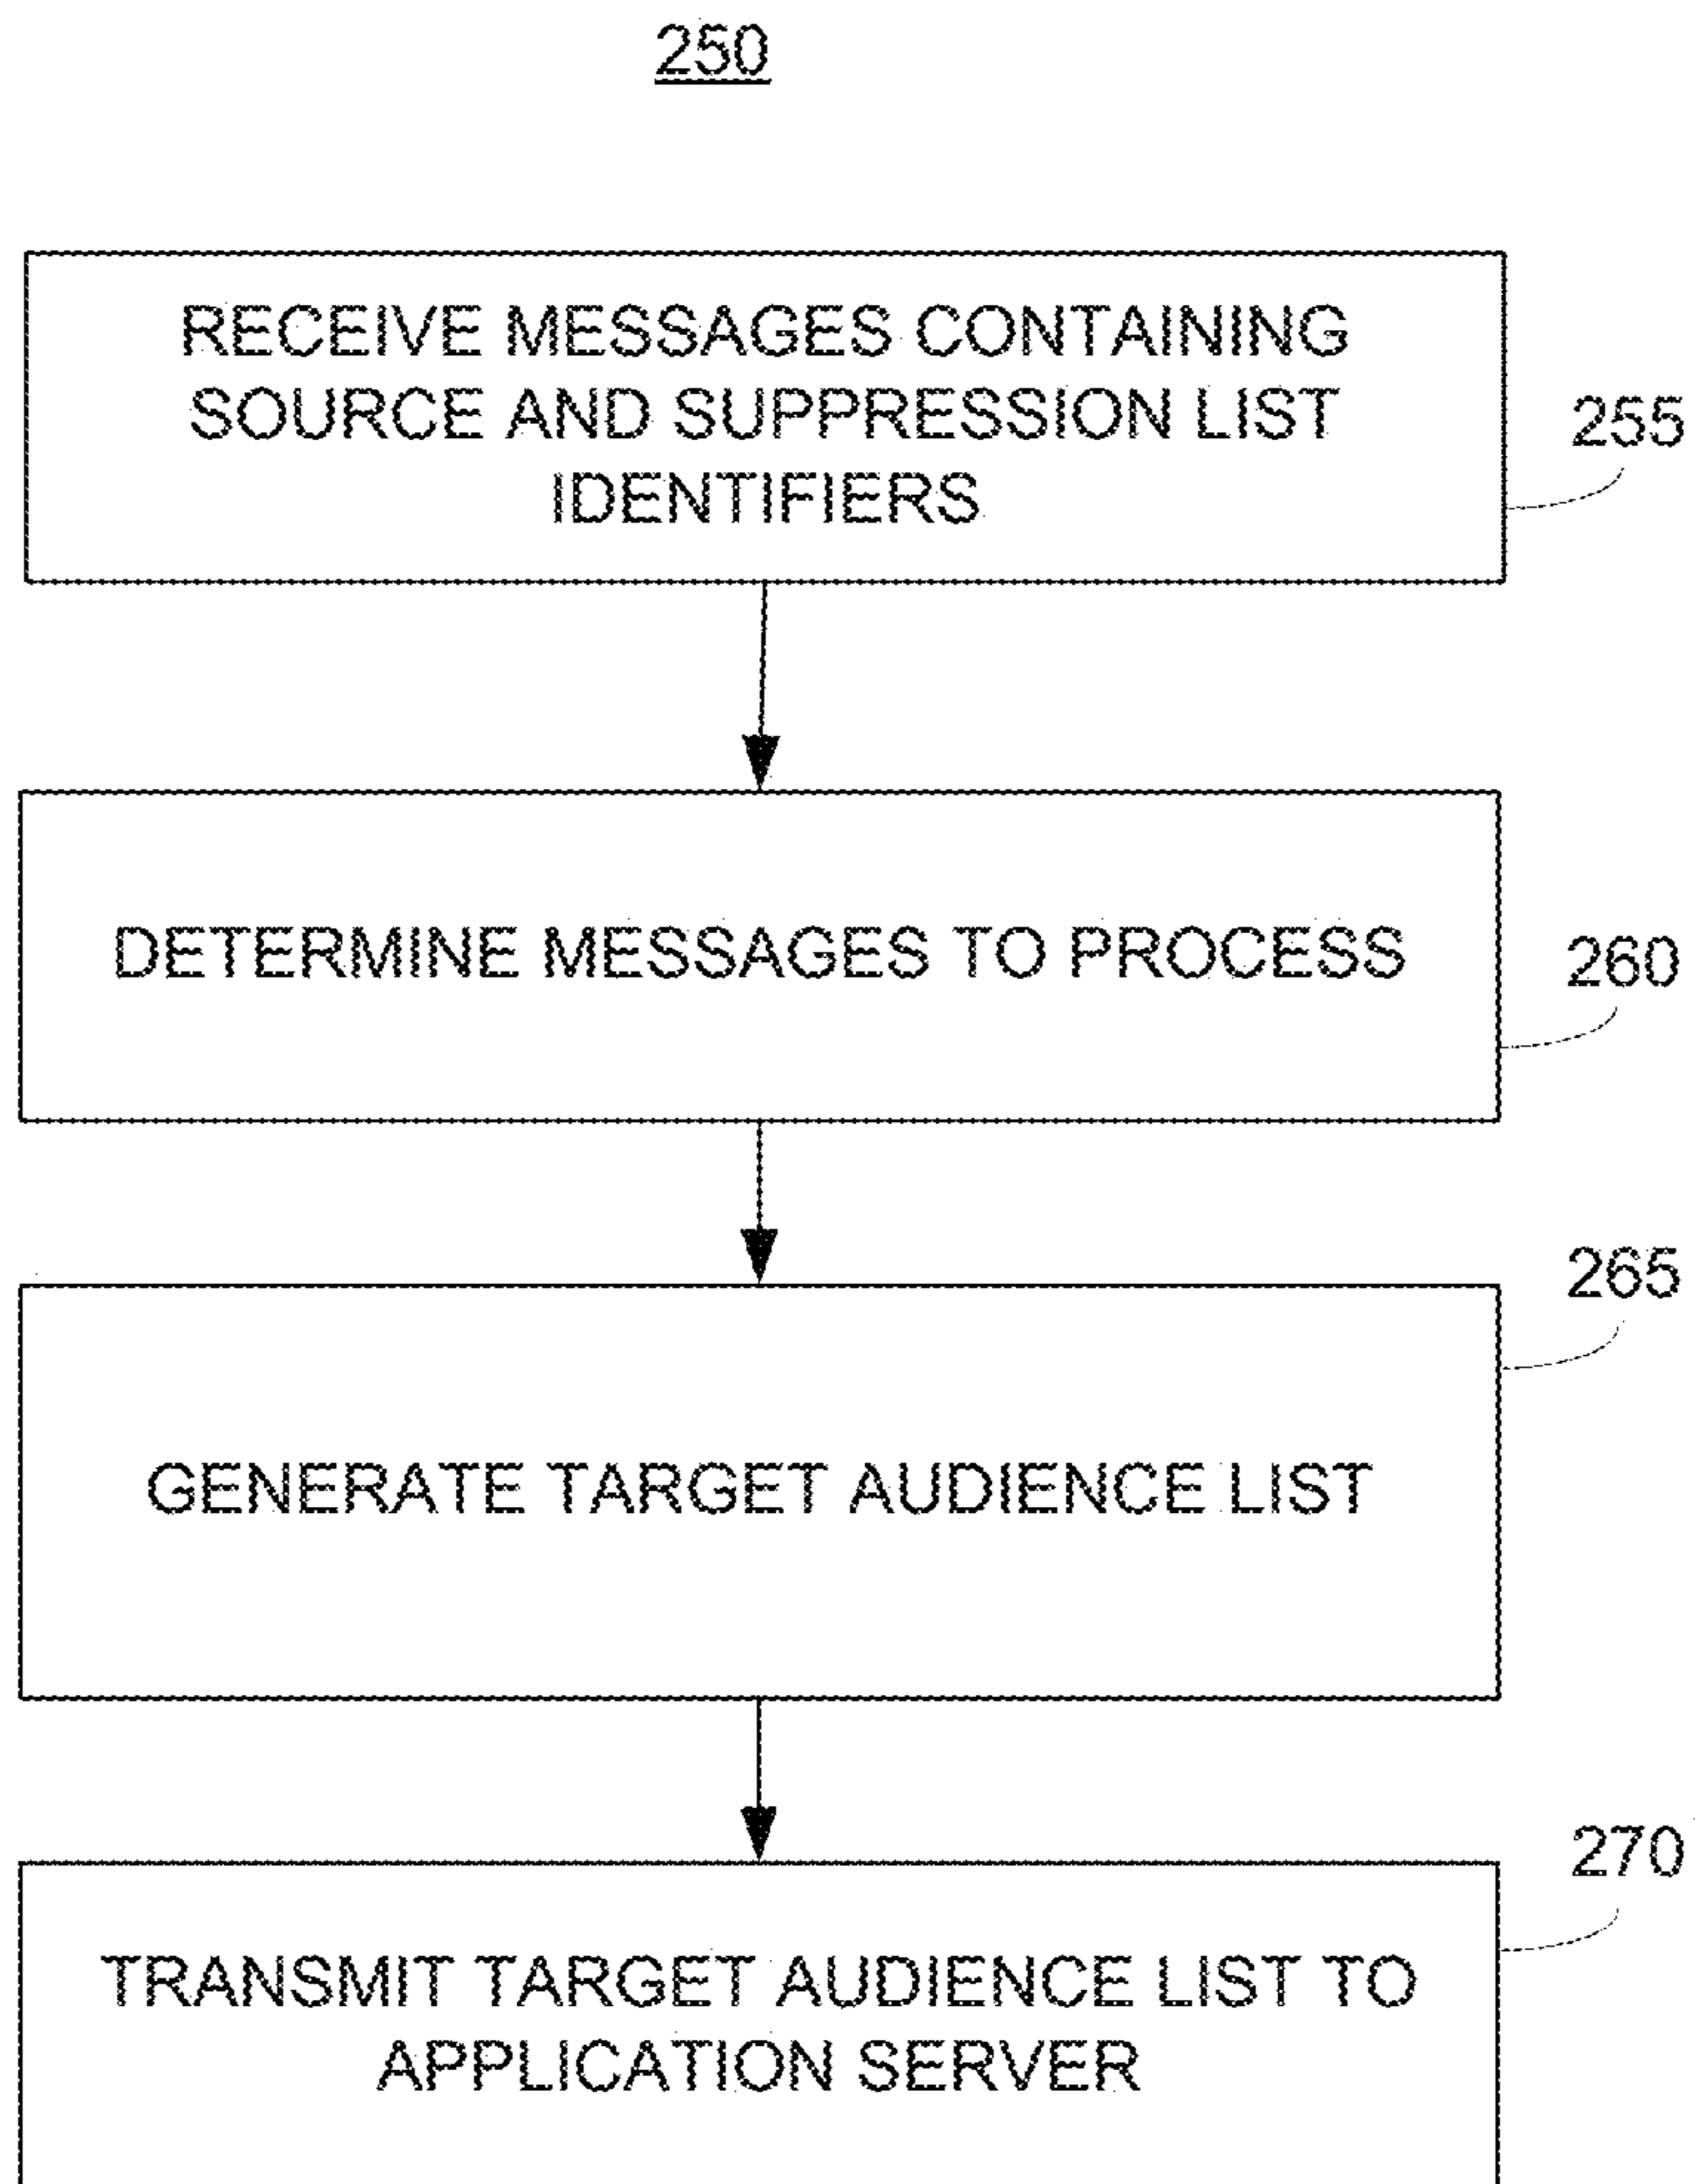 250
RECEIVE MESSAGES CONTAINING
SOURCE AND SUPPRESSION LIST
IDENTIFIERS
255
DETERMINE MESSAGES TO PROCESS
260
265
GENERATE TARGET AUDIENCE LIST
270
TRANSMIT TARGET AUDIENCE LIST TO
APPLICATION SERVER